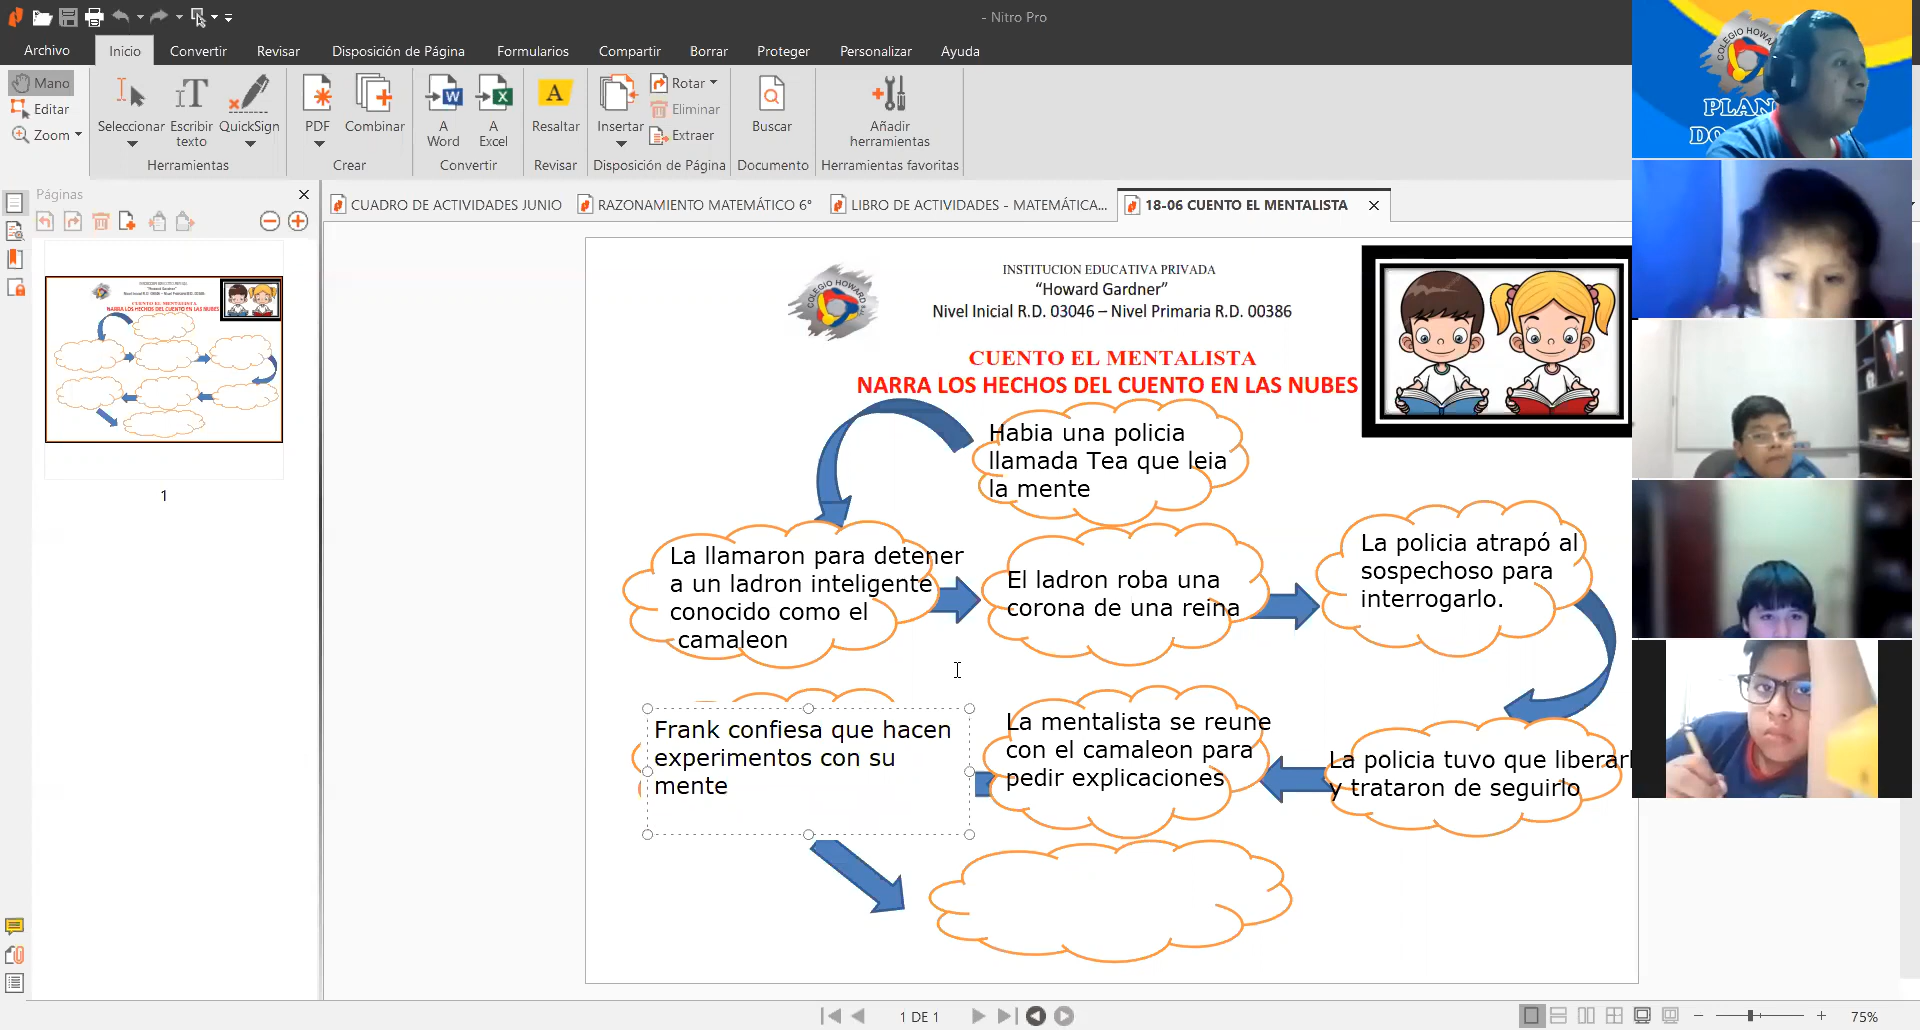 - Nitro Pro
Archivo
Inicio
Convertir
Revisar
Disposición de Página
Formularios
Compartir
Borrar
Proteger
Personalizar
Ayuda
Mano
Editar
Zoom
Seleccionar
Escribir texto
QuickSign
Herramientas
PDF
Combinar
Crear
A Word
A Excel
Convertir
Resaltar
Revisar
Insertar
Rotar
Eliminar
Extraer
Disposición de Página
Buscar
Documento
Añadir herramientas
Herramientas favoritas
Páginas
1
CUADRO DE ACTIVIDADES JUNIO
RAZONAMIENTO MATEMÁTICO 6°
LIBRO DE ACTIVIDADES - MATEMÁTICA...
18-06 CUENTO EL MENTALISTA
COLEGIO HOWARD
INSTITUCION EDUCATIVA PRIVADA
“Howard Gardner”
Nivel Inicial R.D. 03046 – Nivel Primaria R.D. 00386
CUENTO EL MENTALISTA
NARRA LOS HECHOS DEL CUENTO EN LAS NUBES
Habia una policia
llamada Tea que leia
la mente
La llamaron para detener
a un ladron inteligente
conocido como el
camaleon
El ladron roba una
corona de una reina
La policia atrapó al
sospechoso para
interrogarlo.
La policia tuvo que liberarl
y trataron de seguirlo
La mentalista se reune
con el camaleon para
pedir explicaciones
Frank confiesa que hacen
experimentos con su
mente
COLEGIO HOWA
PLAN
DO
1 DE 1
75%